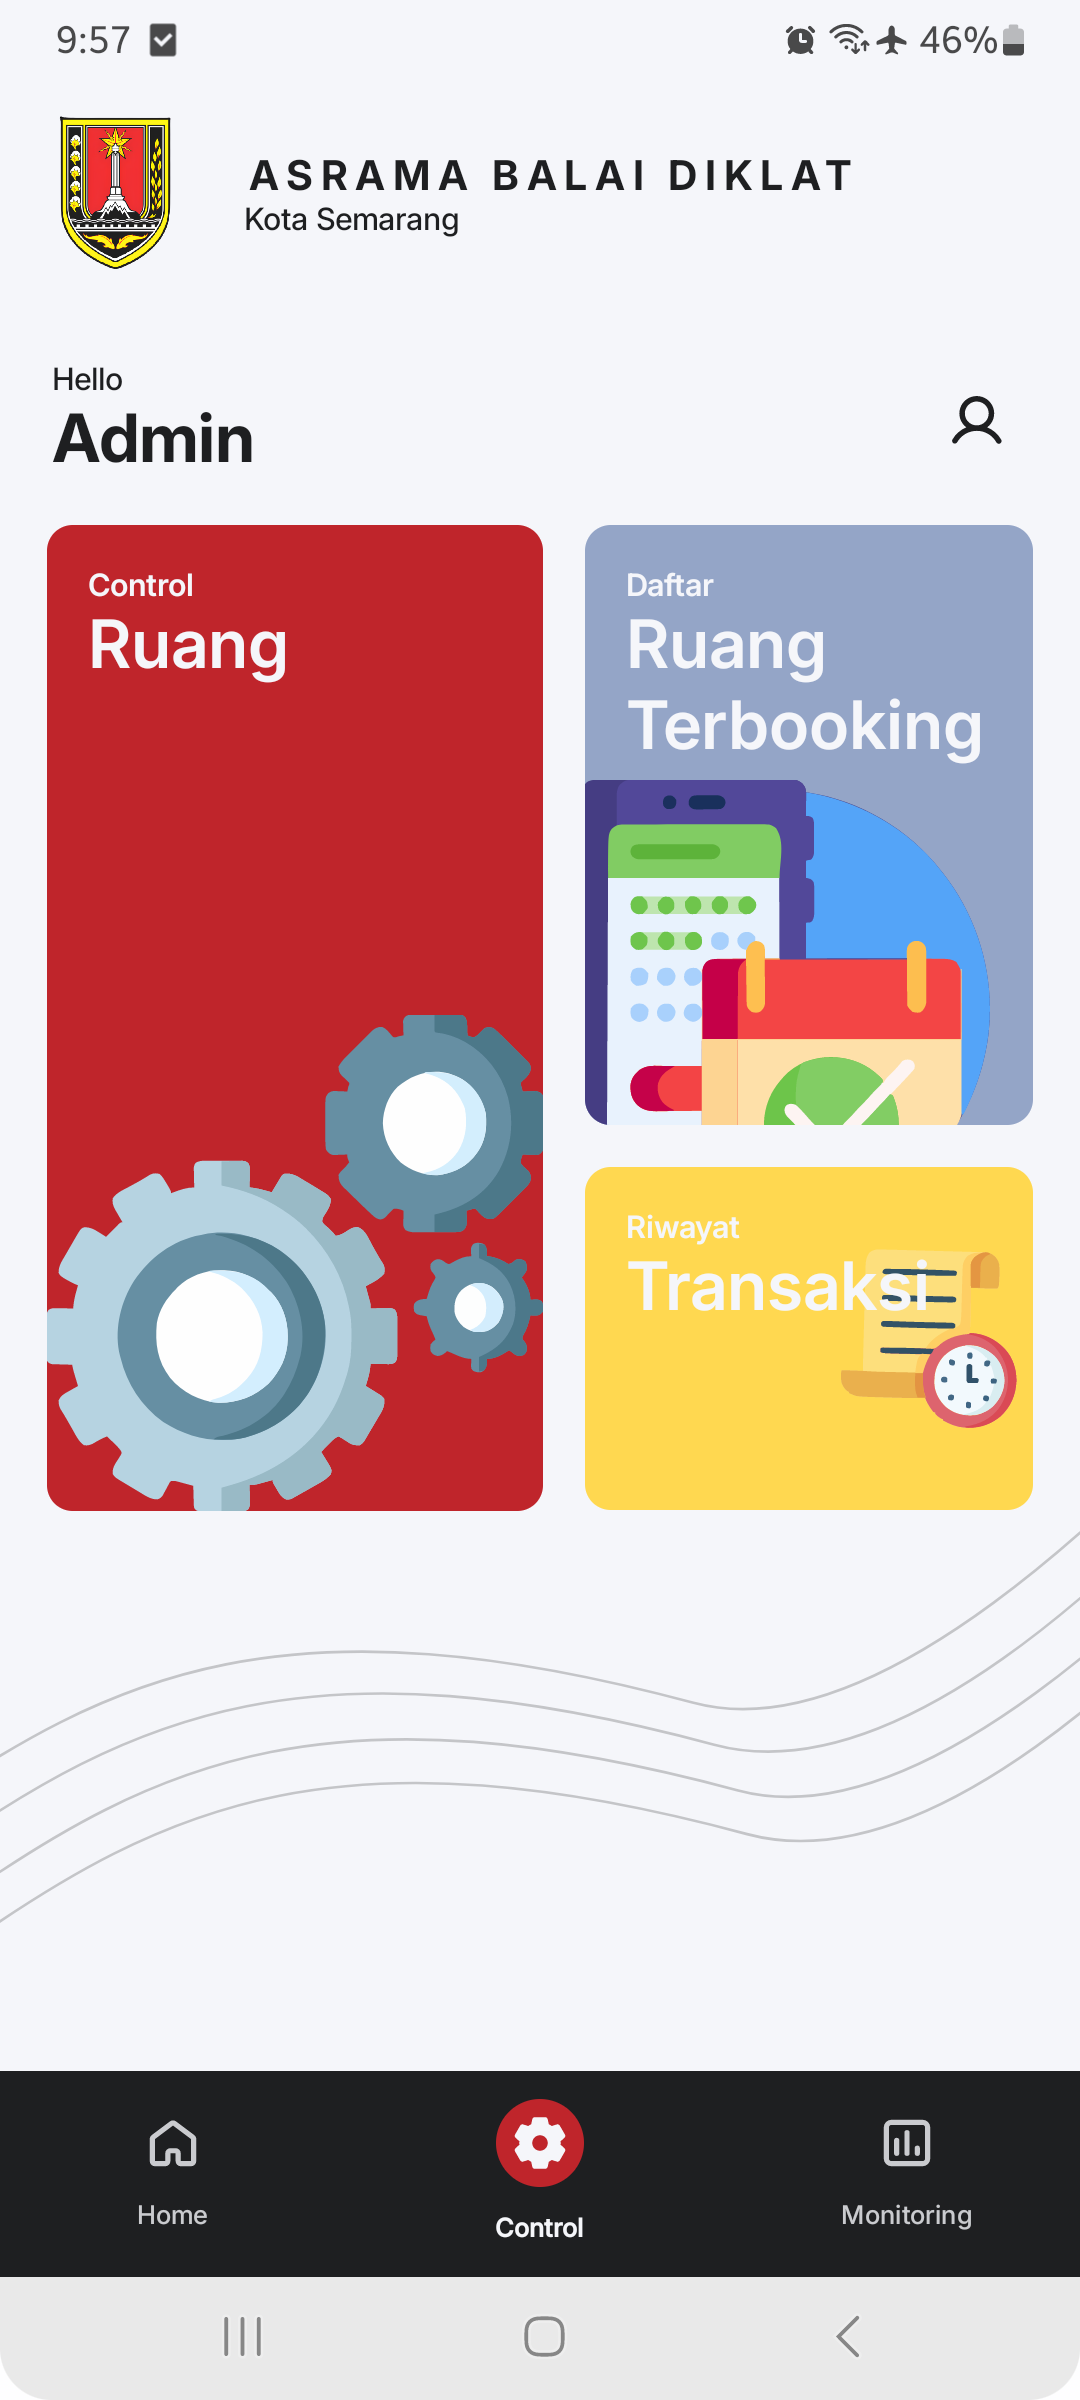 9:57
46%
ASRAMA BALAI DIKLAT
Kota Semarang
Hello
Admin
Control
Ruang
Daftar
Ruang
Terbooking
Riwayat
Transaksi
Home
Control
Monitoring